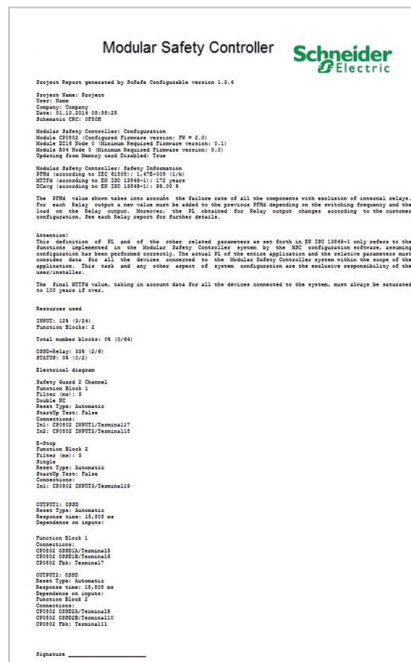 Modular Safety Controller
Schneider
Electric
Project Report generated by SoSafe Configurable version 1.2.4
Project Name: Project
User: Name
Company: Company
Date: 01.10.2014
Schematic CRC:
Modular Safety Controller: Configuration
Module CP0802 (Configured Firmware version: FW = 2.0)
Node 0 (Minimum Required Firmware version: 0.1)
Node 0 (Minimum Required Firmware version: 0.0)
Updating from Memory card Disabled: True
Modular Safety Controller: Safety Information
PFHd (according to IEC 61508): (1/h)
MTTFd (according to EN ISO 13849-1): 172 years
DCavg (according to EN ISO 13849-1): 99.00 %
The PFHd value shown takes into account the failure rate of all the components with exclusion of internal relays.
For each Relay output a new value must be added to the previous PFHd depending on the switching frequency and the
load on the Relay output. Moreover, the PL obtained for Relay output changes according to the customer
configuration. See each Relay report for further details.
Attention!
This definition of PL and of the other related parameters as set forth in EN ISO 13849-1 only refers to the
functions implemented in the Modular Safety Controller system by the MSC configuration software, assuming
configuration has been performed correctly. The actual PL of the entire application and the relative parameters must
consider data for all the devices connected to the Modular Safety Controller system within the scope of the
application. This task and any other aspect of system configuration are the exclusive responsibility of the
user/installer.
The final MTTFd value, taking in account data for all the devices connected to the system, must always be saturated
to 100 years if over.
Resources used
INPUT: 12% (3/24)
Function Blocks: 2
Total number blocks: 0% (0/64)
OSSD+Relay: 33% (2/6)
STATUS: 0% (0/2)
Electrical diagram
Safety Guard 2 Channel
Function Block 1
Filter (ms): 3
Double NC
Reset Type: Automatic
StartUp Test: False
Connections:
In1: CP0802 INPUT1/Terminal17
In2: CP0802 INPUT2/Terminal18
E-Stop
Function Block 2
Filter (ms): 3
Single
Reset Type: Automatic
StartUp Test: False
Connections:
In1: CP0802 INPUT3/Terminal19
OUTPUT1: OSSD
Reset Type: Automatic
Response time: ms
Dependence on inputs:
Function Block 1
Connections:
CP0802 OSSD1A/Terminal5
CP0802 OSSD1B/Terminal6
CP0802 Fbk: Terminal7
OUTPUT2: OSSD
Reset Type: Automatic
Response time: ms
Dependence on inputs:
Function Block 2
Connections:
CP0802 OSSD2A/Terminal9
CP0802 OSSD2B/Terminal10
CP0802 Fbk: Terminal11
Signature